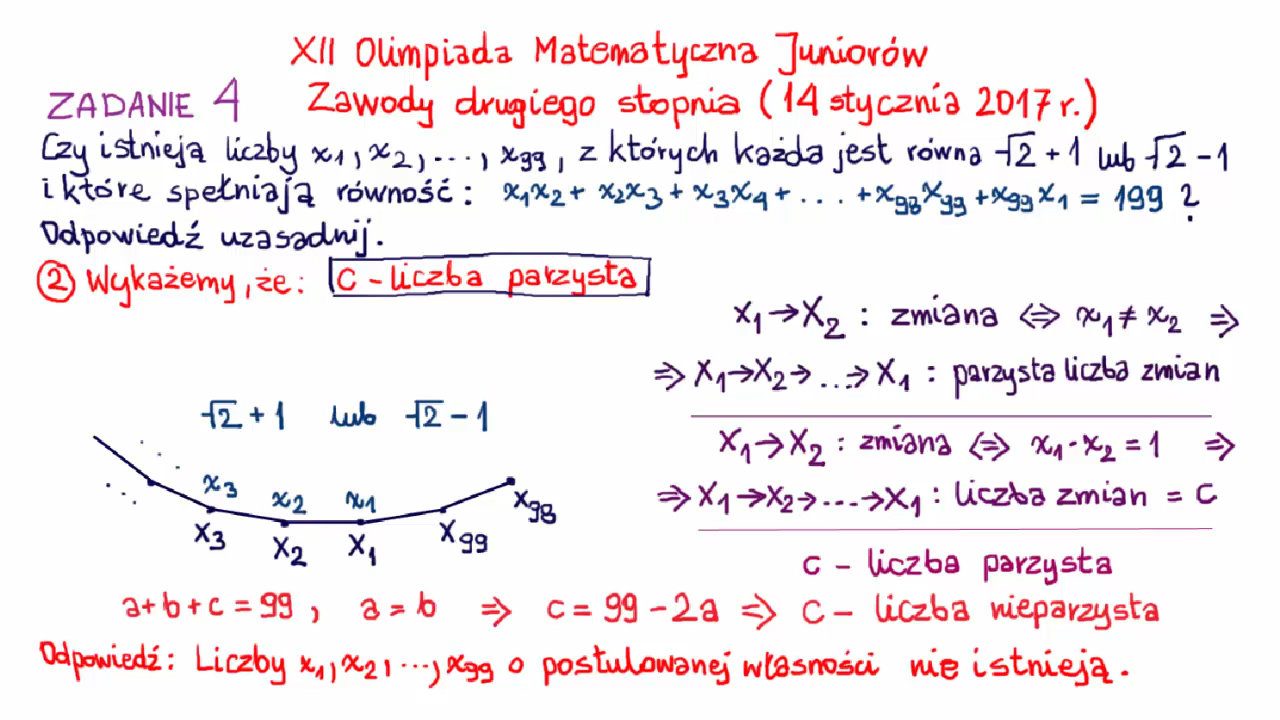 XII Olimpiada Matematyczna Juniorów
ZADANIE 4 Zawody drugiego stopnia (14 stycznia 2017 r.)
Czy istnieją liczby x₁, x₂, ..., x₉₉, z których każda jest równa √2 + 1 lub √2 - 1
i które spełniają równość: x₁x₂ + x₂x₃ + x₃x₄ + ... + x₉₈x₉₉ + x₉₉x₁ = 199 ?
Odpowiedź uzasadnij.
② Wykażemy, że: C - liczba parzysta
X₁ → X₂ : zmiana ⇔ x₁ ≠ x₂ ⇒
⇒ X₁ → X₂ → ... → X₁ : parzysta liczba zmian
√2 + 1 lub √2 - 1
X₁ → X₂ : zmiana ⇔ x₁ · x₂ = 1 ⇒
⇒ X₁ → X₂ → ... → X₁ : liczba zmian = C
x₃ x₂ x₁
X₃ X₂ X₁ X₉₉ X₉₈
C - liczba parzysta
a + b + c = 99 , a = b ⇒ c = 99 - 2a ⇒ C - liczba nieparzysta
Odpowiedź: Liczby x₁, x₂, ..., x₉₉ o postulowanej własności nie istnieją.